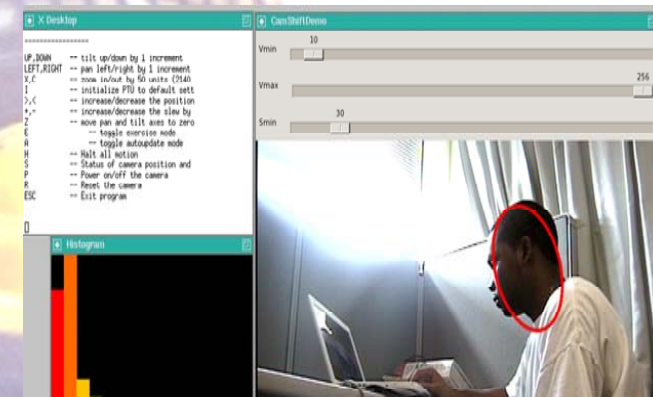 X Desktop
=================
UP,DOWN -- tilt up/down by 1 increment
LEFT,RIGHT -- pan left/right by 1 increment
X,C -- zoom in/out by 50 units (2140
I -- initialize PTU to default sett
>,< -- increase/decrease the position
+,- -- increase/decrease the slew by
Z -- move pan and tilt axes to zero
E -- toggle exercise mode
A -- toggle autoupdate mode
H -- Halt all motion
S -- Status of camera position and
P -- Power on/off the camera
R -- Reset the camera
ESC -- Exit program
Histogram
CamShiftDemo
10
Vmin
256
Vmax
30
Smin